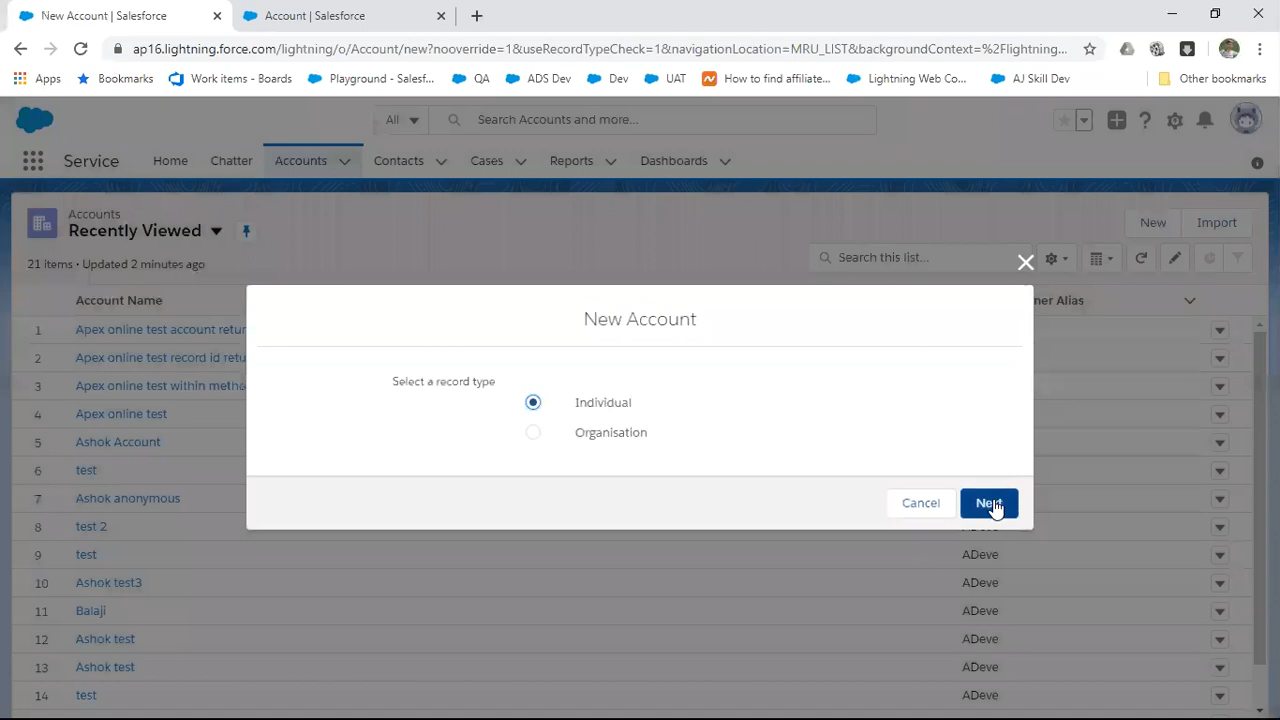 New Account | Salesforce
Account | Salesforce
ap16.lightning.force.com/lightning/o/Account/new?nooverride=1&useRecordTypeCheck=1&navigationLocation=MRU_LIST&backgroundContext=%2Flightning...
Apps Bookmarks Work items - Boards Playground - Salesf... QA ADS Dev Dev UAT How to find affiliate... Lightning Web Co... AJ Skill Dev Other bookmarks
All Search Accounts and more...
Service Home Chatter Accounts Contacts Cases Reports Dashboards
Accounts
Recently Viewed
New Import
21 items • Updated 2 minutes ago
Search this list...
Account Name
1 Apex online test account retur
2 Apex online test record id retu
3 Apex online test within metho
4 Apex online test
5 Ashok Account
6 test
7 Ashok anonymous
8 test 2
9 test ADeve
10 Ashok test3 ADeve
11 Balaji ADeve
12 Ashok test ADeve
13 Ashok test ADeve
14 test ADeve
New Account
Select a record type
Individual
Organisation
Cancel Next